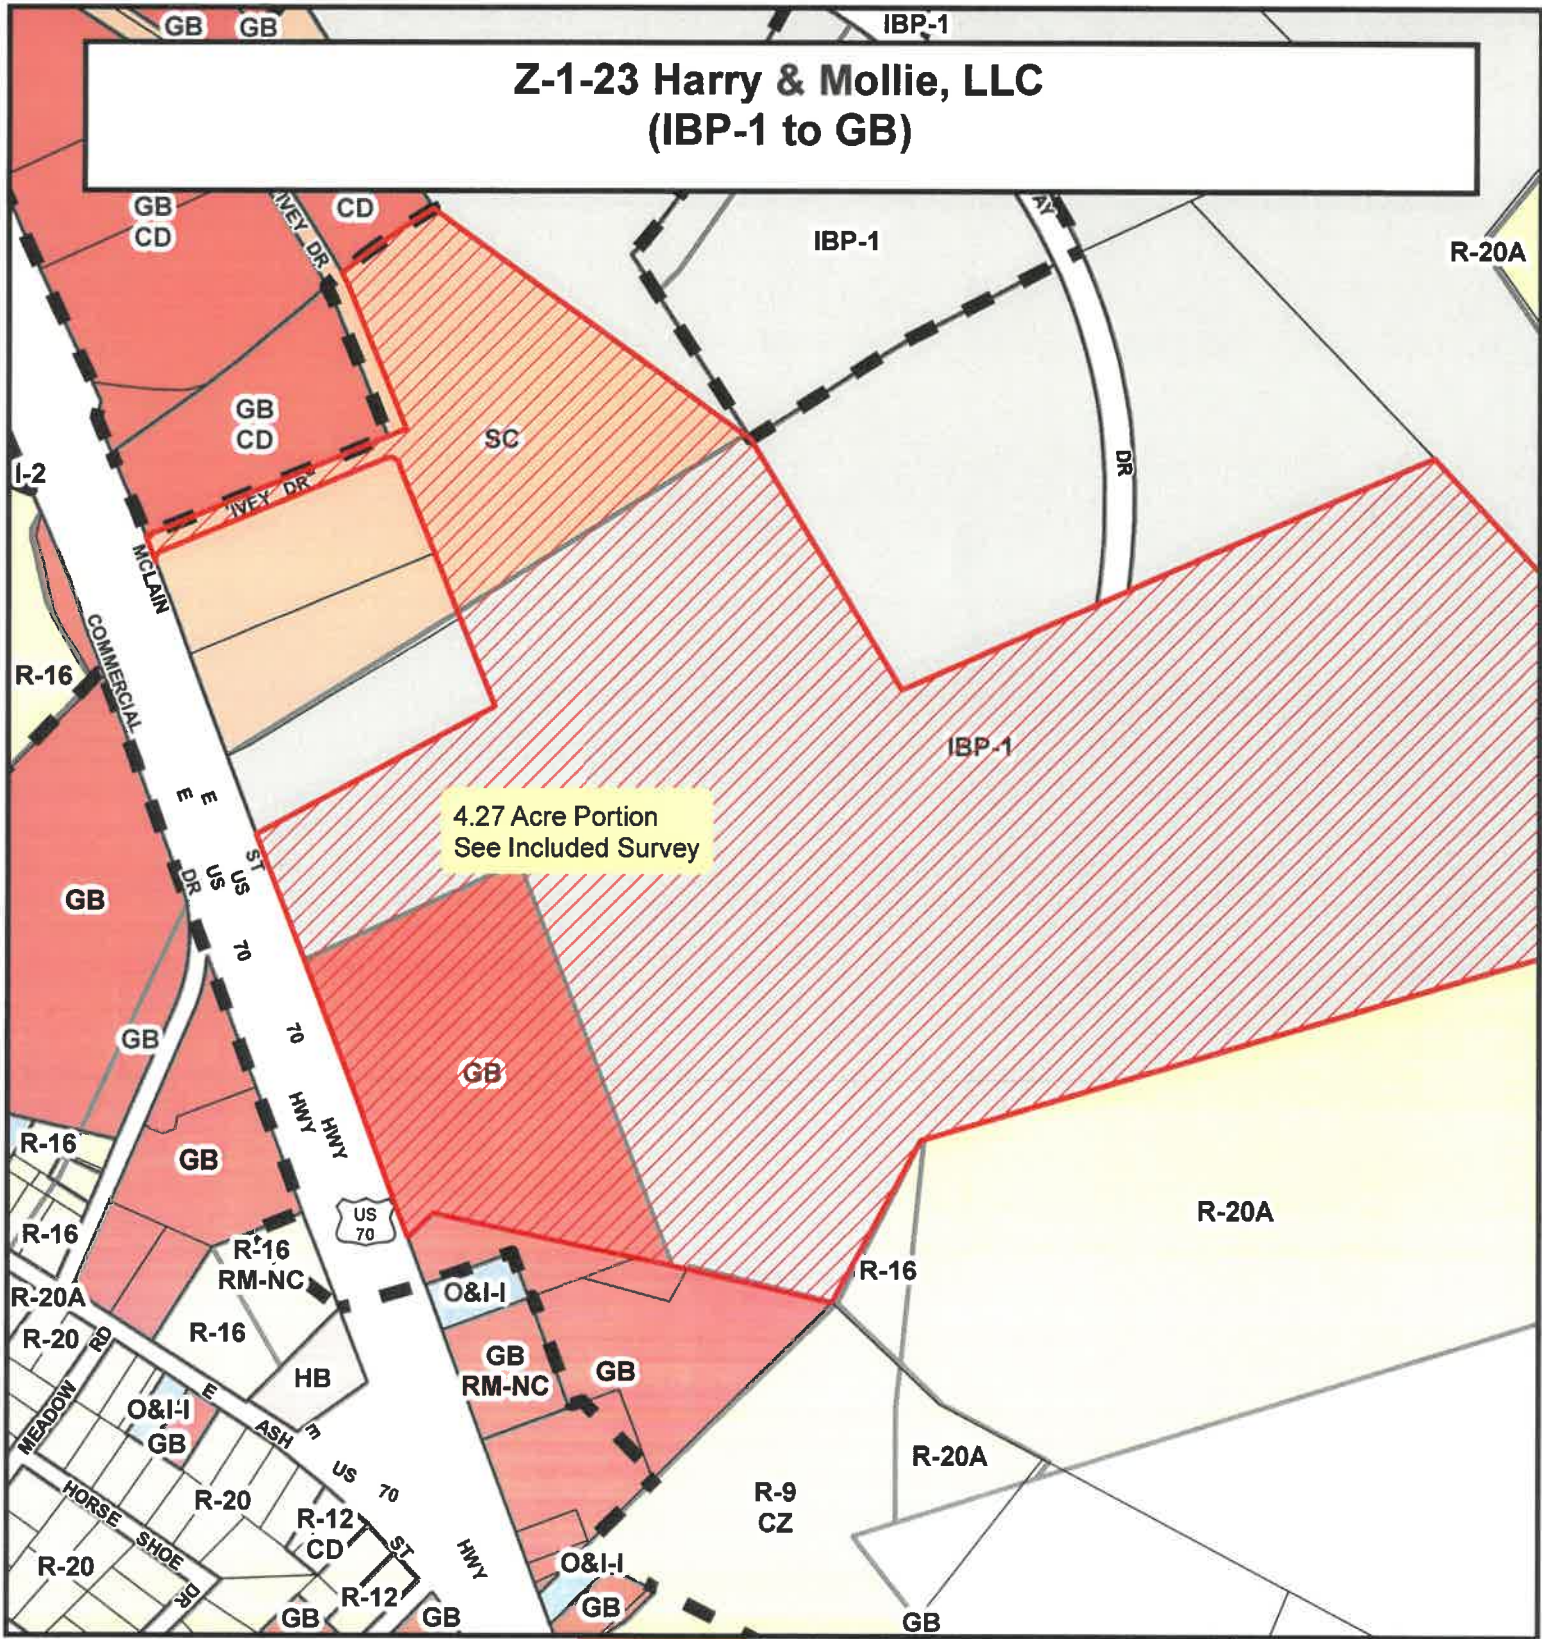 GB
GB
IBP-1
Z-1-23 Harry & Mollie, LLC
(IBP-1 to GB)
GB
CD
IVEY DR
CD
AY
IBP-1
R-20A
GB
CD
SC
DR
I-2
IVEY DR
MCLAIN
COMMERCIAL
R-16
IBP-1
E
E
4.27 Acre Portion
See Included Survey
ST
DR
US
US
GB
70
70
GB
GB
HWY
HWY
R-16
GB
US
70
R-20A
R-16
R-16
RM-NC
R-16
O&I-I
R-20A
R-20
RD
R-16
GB
RM-NC
GB
HB
MEADOW
O&I-I
GB
E
ASH
E
US
70
R-20A
HORSE SHOE
DR
R-20
R-12
CD
ST
HWY
R-9
CZ
R-20
R-12
O&I-I
GB
GB
GB
GB